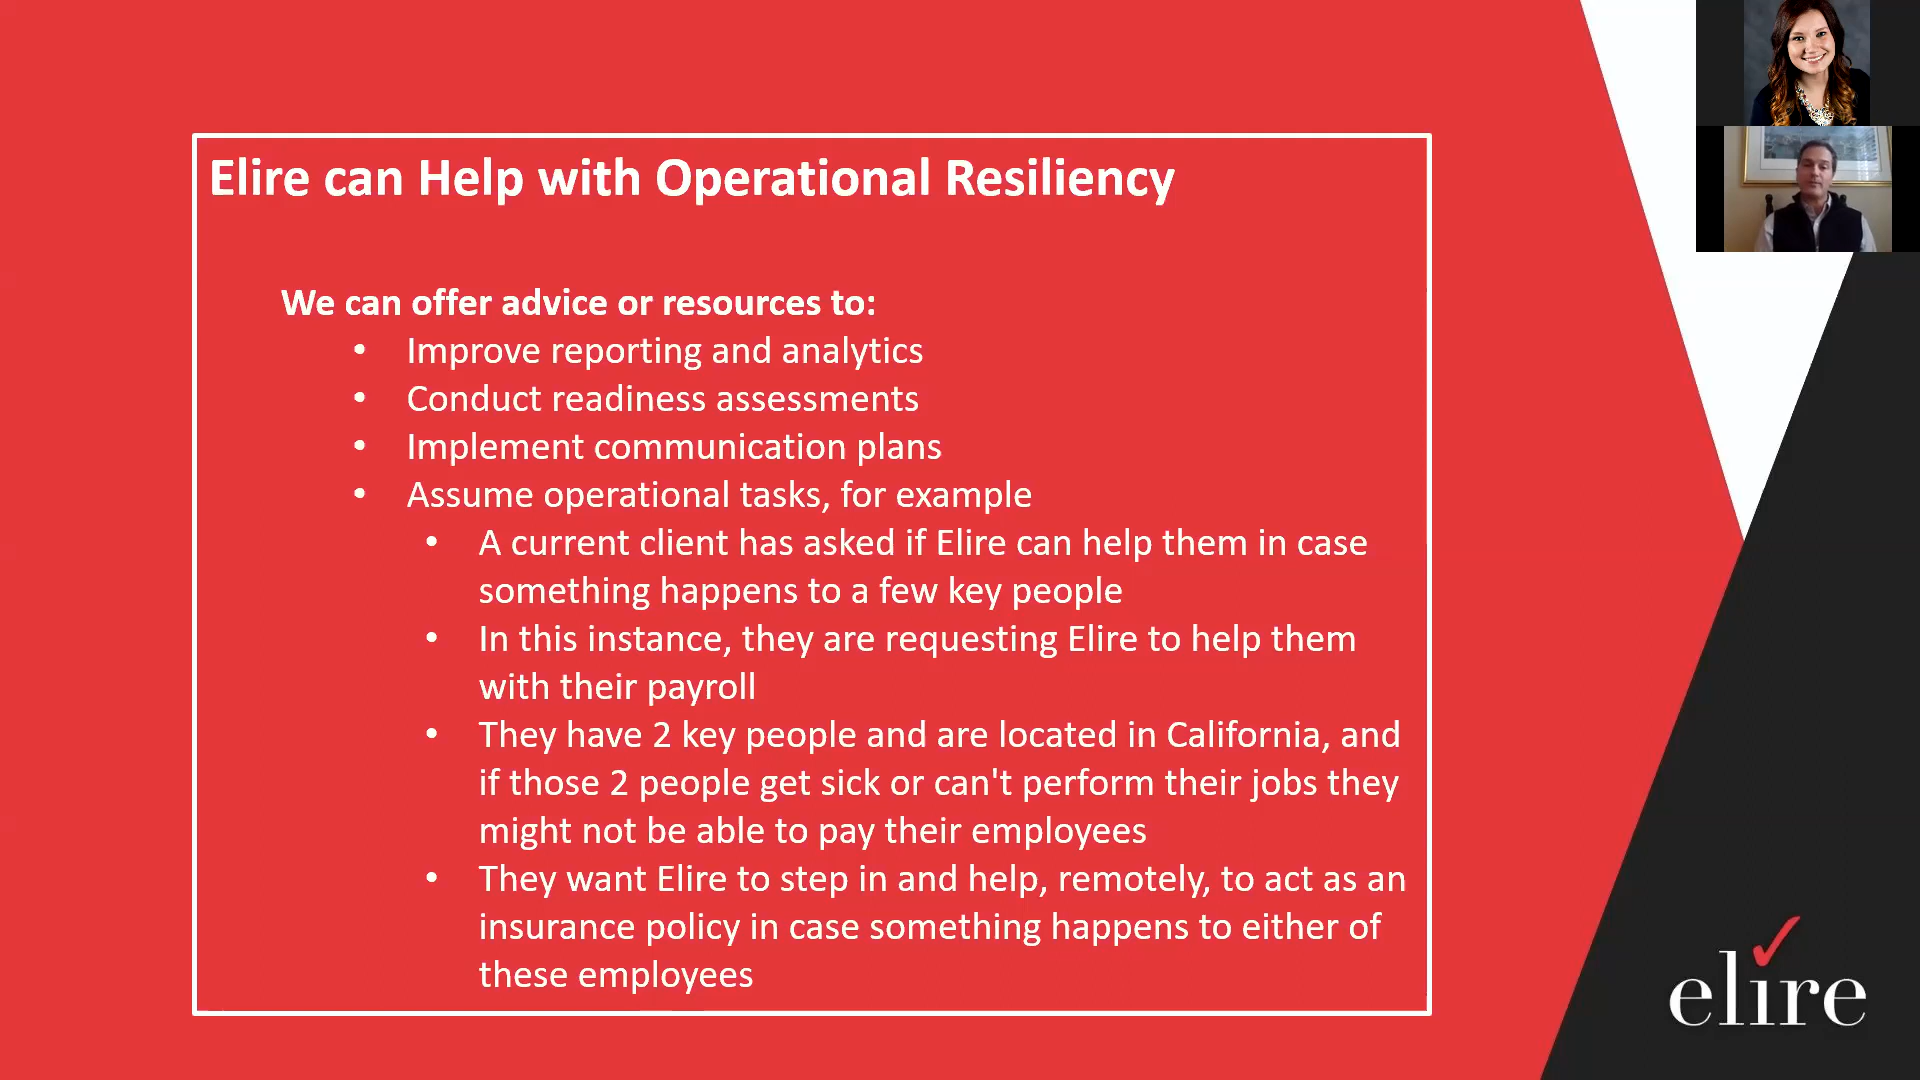 Elire can Help with Operational Resiliency
We can offer advice or resources to:
• Improve reporting and analytics
• Conduct readiness assessments
• Implement communication plans
• Assume operational tasks, for example
• A current client has asked if Elire can help them in case
something happens to a few key people
• In this instance, they are requesting Elire to help them
with their payroll
• They have 2 key people and are located in California, and
if those 2 people get sick or can't perform their jobs they
might not be able to pay their employees
• They want Elire to step in and help, remotely, to act as an
insurance policy in case something happens to either of
these employees
elire